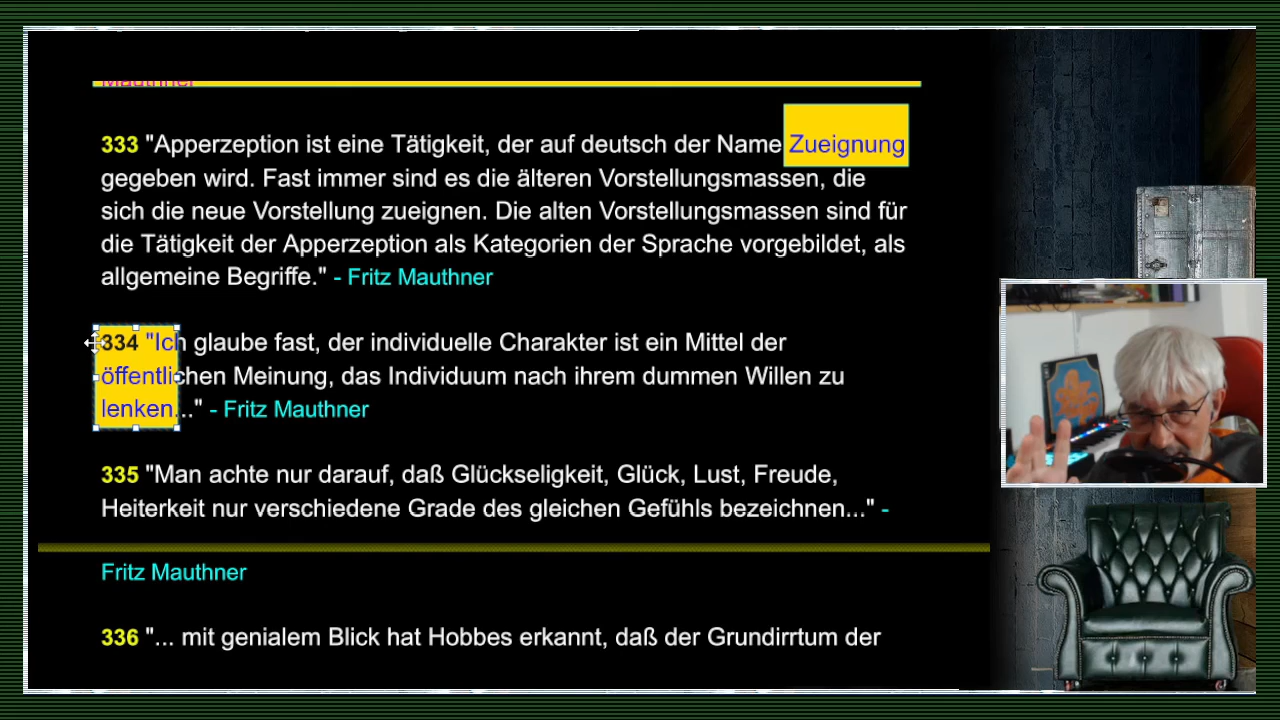 Mauthner
333 "Apperzeption ist eine Tätigkeit, der auf deutsch der Name Zueignung
gegeben wird. Fast immer sind es die älteren Vorstellungsmassen, die
sich die neue Vorstellung zueignen. Die alten Vorstellungsmassen sind für
die Tätigkeit der Apperzeption als Kategorien der Sprache vorgebildet, als
allgemeine Begriffe." - Fritz Mauthner
334 "Ich glaube fast, der individuelle Charakter ist ein Mittel der
öffentlichen Meinung, das Individuum nach ihrem dummen Willen zu
lenken..." - Fritz Mauthner
335 "Man achte nur darauf, daß Glückseligkeit, Glück, Lust, Freude,
Heiterkeit nur verschiedene Grade des gleichen Gefühls bezeichnen..." -
Fritz Mauthner
336 "... mit genialem Blick hat Hobbes erkannt, daß der Grundirrtum der